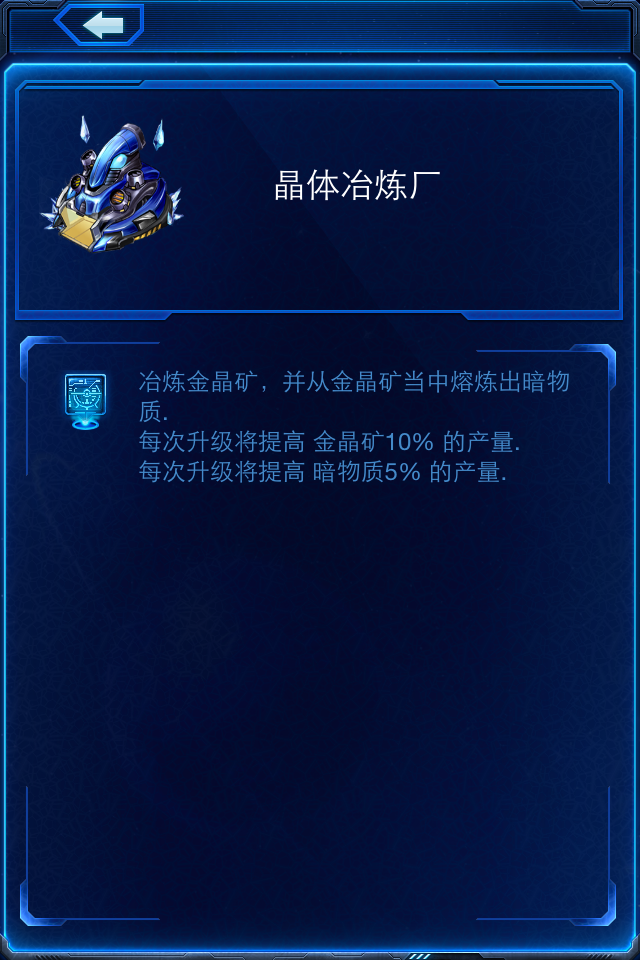 晶体冶炼厂
冶炼金晶矿，并从金晶矿当中熔炼出暗物
质.
每次升级将提高 金晶矿10% 的产量.
每次升级将提高 暗物质5% 的产量.